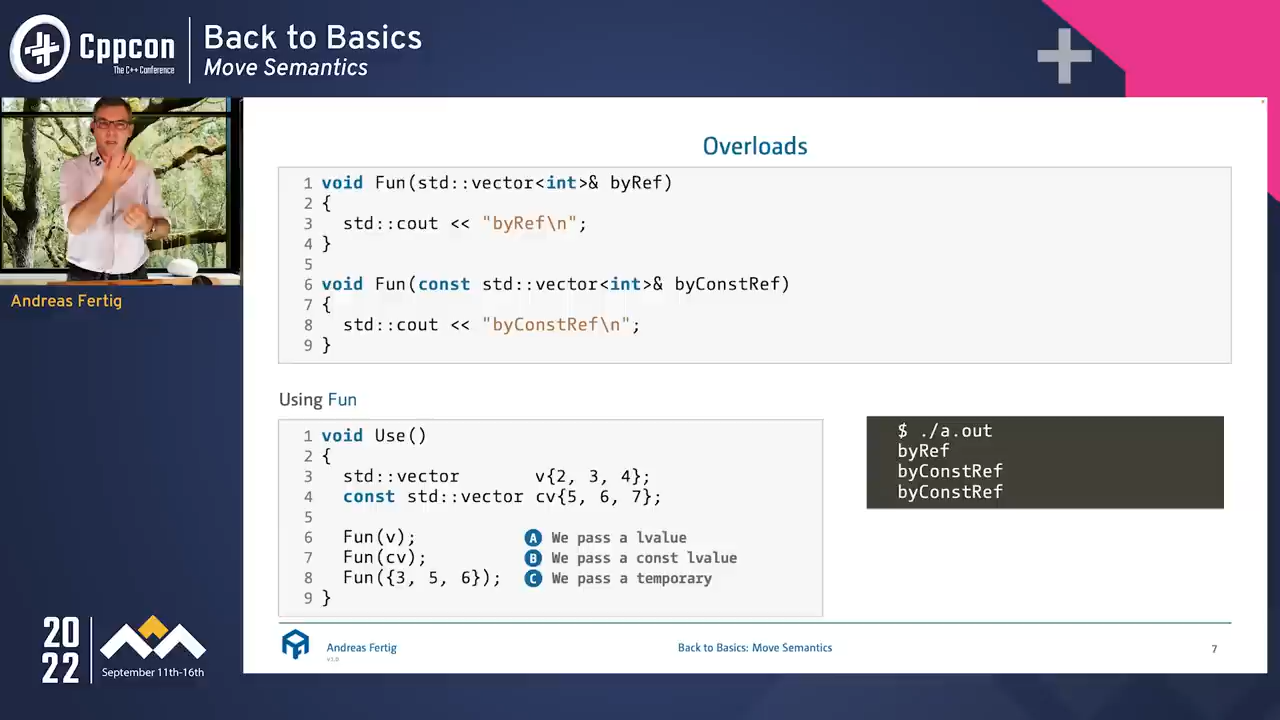 Cppcon
The C++ Conference
Back to Basics
Move Semantics
Andreas Fertig
Overloads
1 void Fun(std::vector<int>& byRef)
2 {
3   std::cout << "byRef\n";
4 }
5
6 void Fun(const std::vector<int>& byConstRef)
7 {
8   std::cout << "byConstRef\n";
9 }
Using Fun
1 void Use()
2 {
3   std::vector       v{2, 3, 4};
4   const std::vector cv{5, 6, 7};
5
6   Fun(v);          A We pass a lvalue
7   Fun(cv);         B We pass a const lvalue
8   Fun({3, 5, 6});  C We pass a temporary
9 }
$ ./a.out
byRef
byConstRef
byConstRef
2022
September 11th-16th
Andreas Fertig
v1.0
Back to Basics: Move Semantics
7